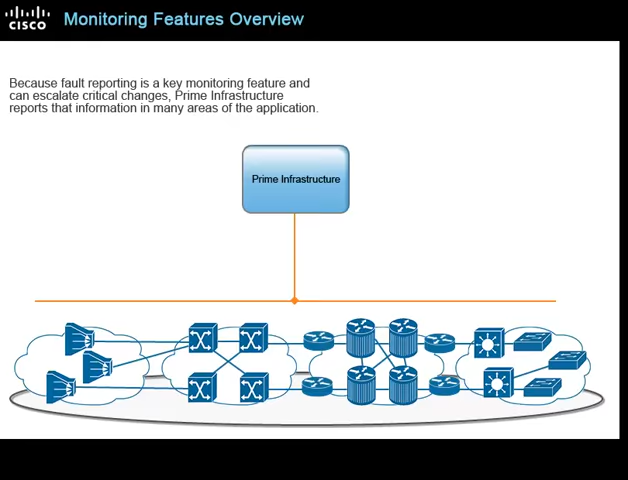 CISCO
Monitoring Features Overview
Because fault reporting is a key monitoring feature and
can escalate critical changes, Prime Infrastructure
reports that information in many areas of the application.
Prime Infrastructure